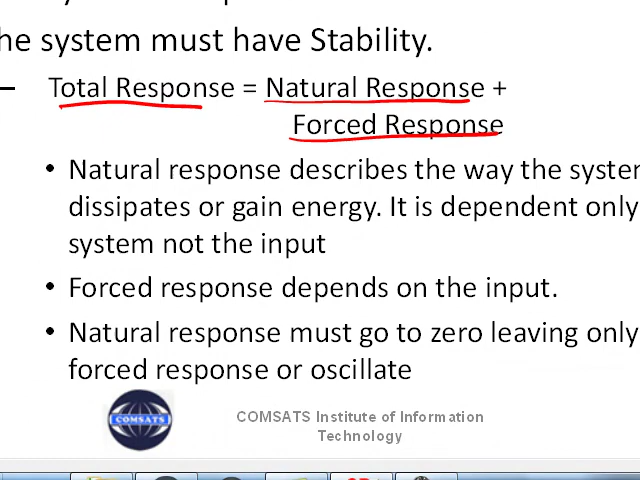 he system must have Stability.
– Total Response = Natural Response +
Forced Response
• Natural response describes the way the system
dissipates or gain energy. It is dependent only
system not the input
• Forced response depends on the input.
• Natural response must go to zero leaving only
forced response or oscillate
COMSATS
COMSATS Institute of Information
Technology